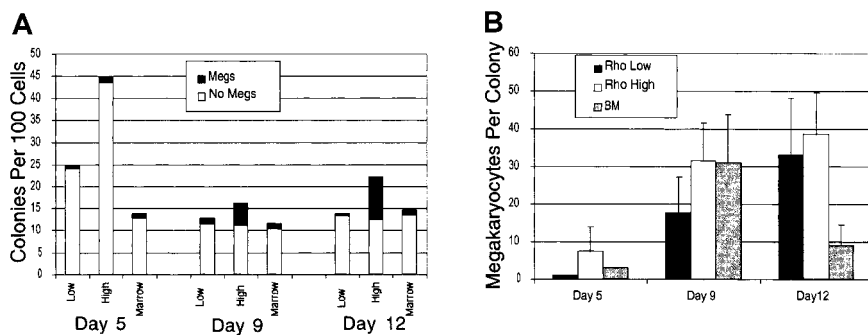 A
Colonies Per 100 Cells
50
45
40
35
30
25
20
15
10
5
0
Megs
No Megs
Low
High
Marrow
Low
High
Marrow
Low
High
Marrow
Day 5
Day 9
Day 12
B
Megakaryocytes Per Colony
60
50
40
30
20
10
0
Rho Low
Rho High
BM
Day 5
Day 9
Day12